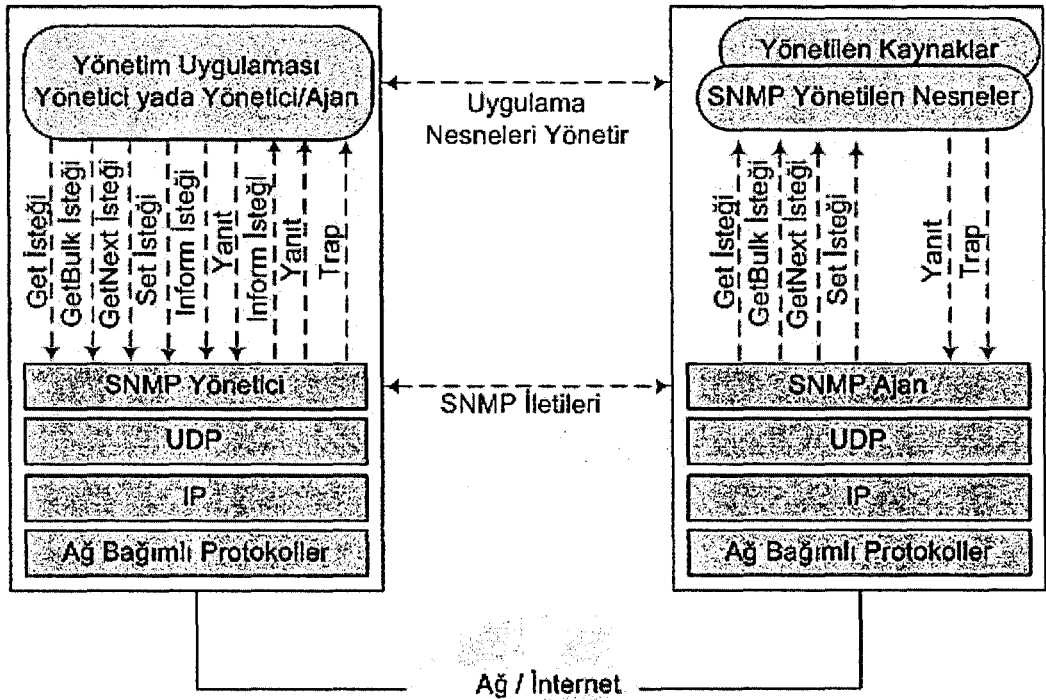 Yönetim Uygulaması
Yönetici yada Yönetici/Ajan
Get İsteği
GetBulk İsteği
GetNext İsteği
Set İsteği
Inform İsteği
Yanıt
Inform İsteği
Yanıt
Trap
SNMP Yönetici
UDP
IP
Ağ Bağımlı Protokoller
Uygulama
Nesneleri Yönetir
SNMP İletileri
Yönetilen Kaynaklar
SNMP Yönetilen Nesneler
Get İsteği
GetBulk İsteği
GetNext İsteği
Set İsteği
Yanıt
Trap
SNMP Ajan
UDP
IP
Ağ Bağımlı Protokoller
Ağ / İnternet